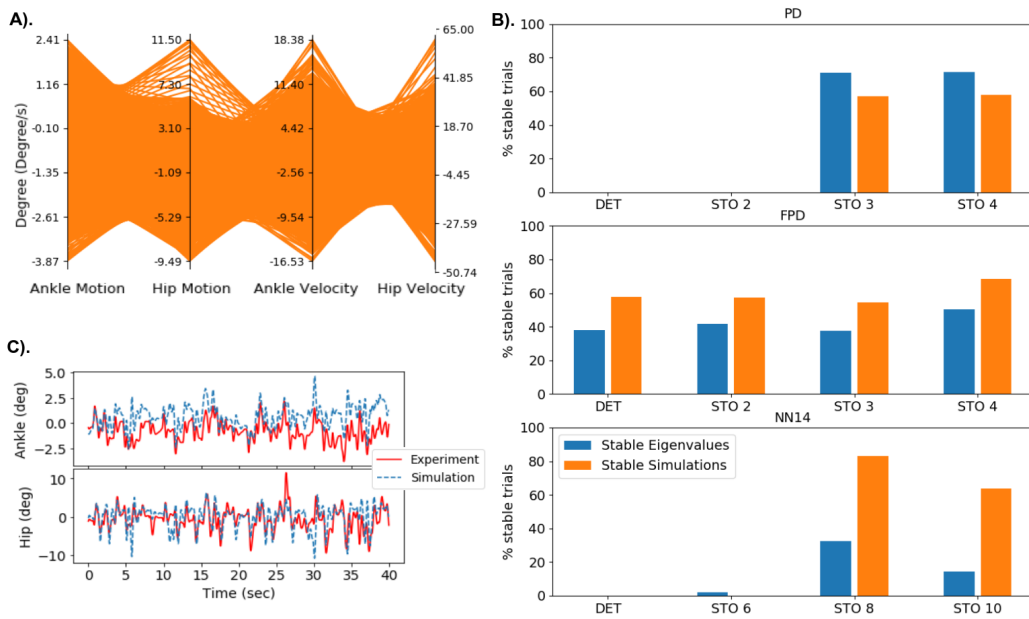 A).
2.41
1.16
-0.10
-1.35
-2.61
-3.87
Degree (Degree/s)
11.50
7.30
3.10
-1.09
-5.29
-9.49
18.38
11.40
4.42
-2.56
-9.54
-16.53
65.00
41.85
18.70
-4.45
-27.59
-50.74
Ankle Motion Hip Motion Ankle Velocity Hip Velocity
B).
PD
% stable trials
100
80
60
40
20
0
DET STO 2 STO 3 STO 4
FPD
% stable trials
100
80
60
40
20
0
DET STO 2 STO 3 STO 4
NN14
% stable trials
100
80
60
40
20
0
Stable Eigenvalues
Stable Simulations
DET STO 6 STO 8 STO 10
C).
Ankle (deg)
5.0
2.5
0.0
−2.5
Experiment
Simulation
Hip (deg)
10
0
−10
0 5 10 15 20 25 30 35 40
Time (sec)